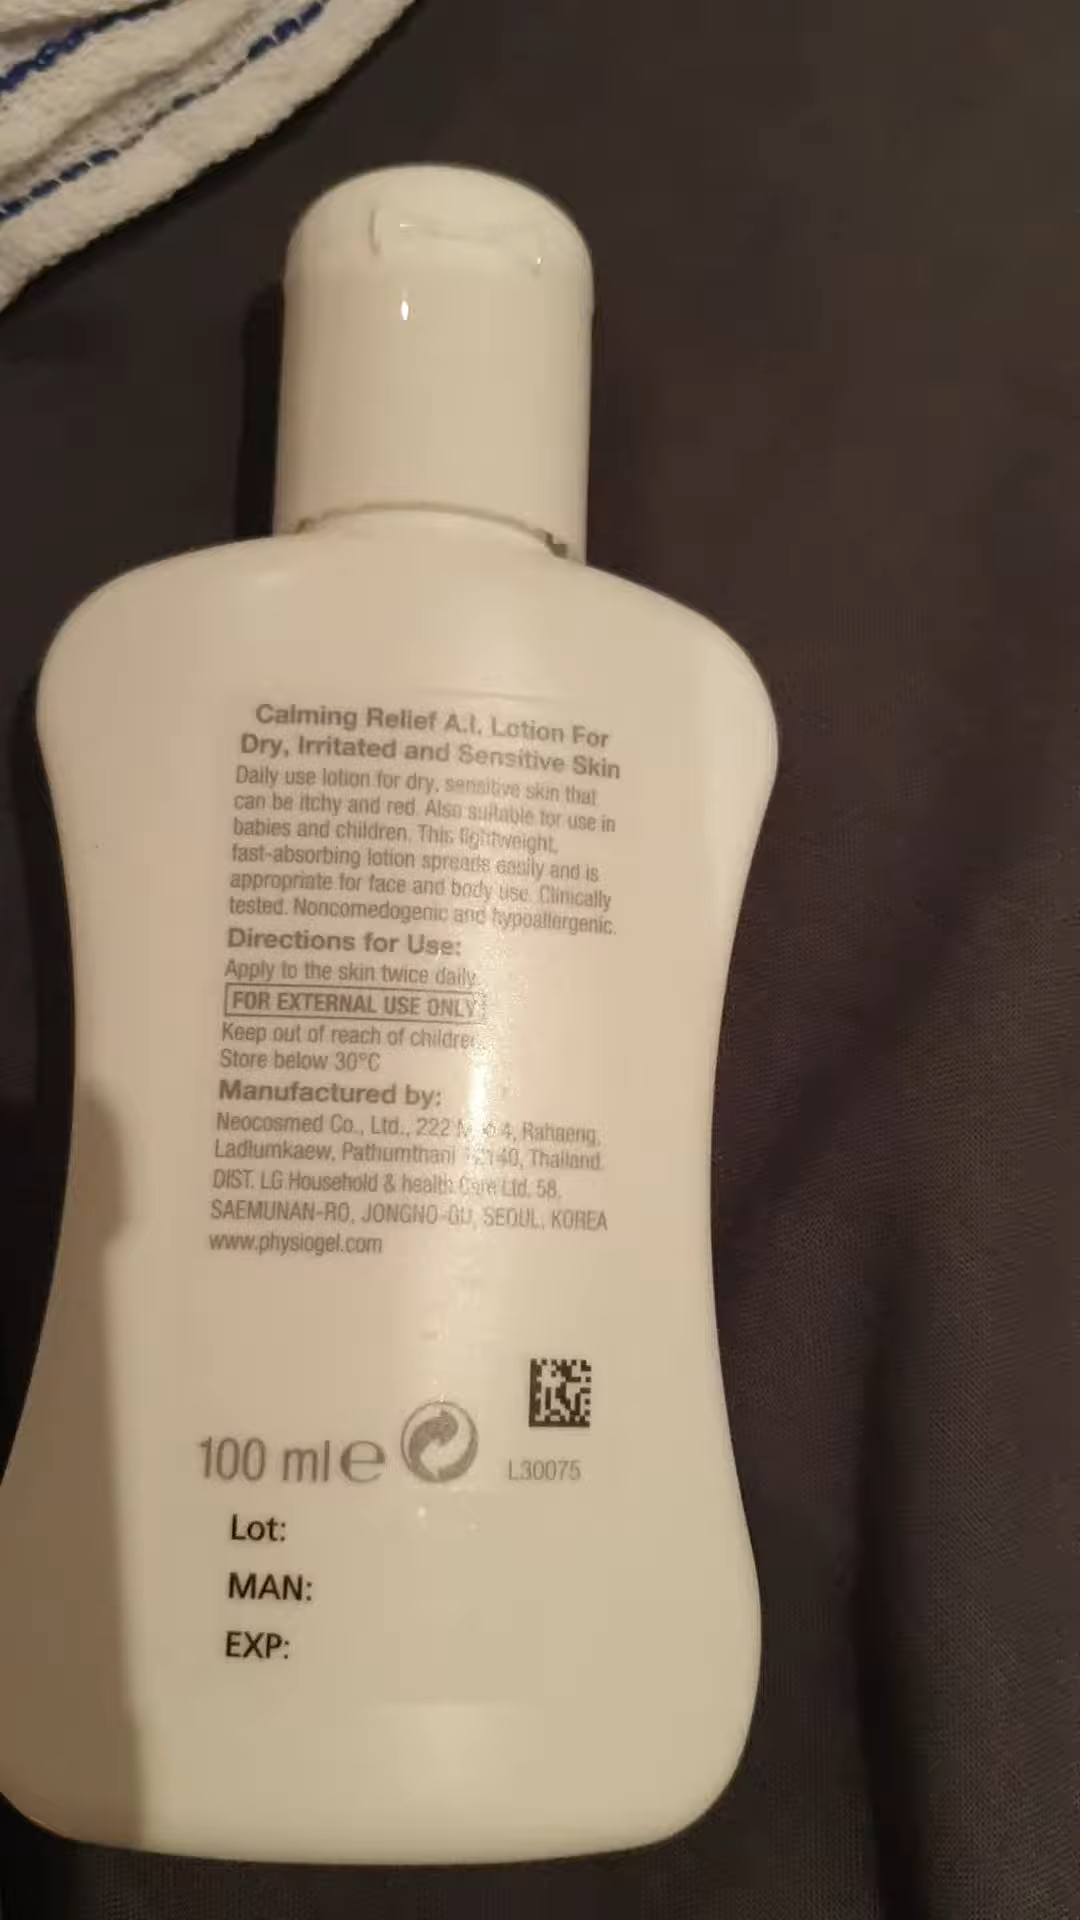 Calming Relief A.I. Lotion For
Dry, Irritated and Sensitive Skin
Daily use lotion for dry, sensitive skin that
can be itchy and red. Also suitable for use in
babies and children. This lightweight,
fast-absorbing lotion spreads easily and is
appropriate for face and body use. Clinically
tested. Noncomedogenic and hypoallergenic.
Directions for Use:
Apply to the skin twice daily.
FOR EXTERNAL USE ONLY
Keep out of reach of children.
Store below 30°C
Manufactured by:
Neocosmed Co., Ltd., 222 4, Rahaeng,
Ladlumkaew, Pathumthani Thailand.
DIST. LG Household & health Care Ltd. 58,
SAEMUNAN-RO, JONGNO-GU, SEOUL, KOREA
www.physiogel.com
100 ml e
L30075
Lot:
MAN:
EXP: